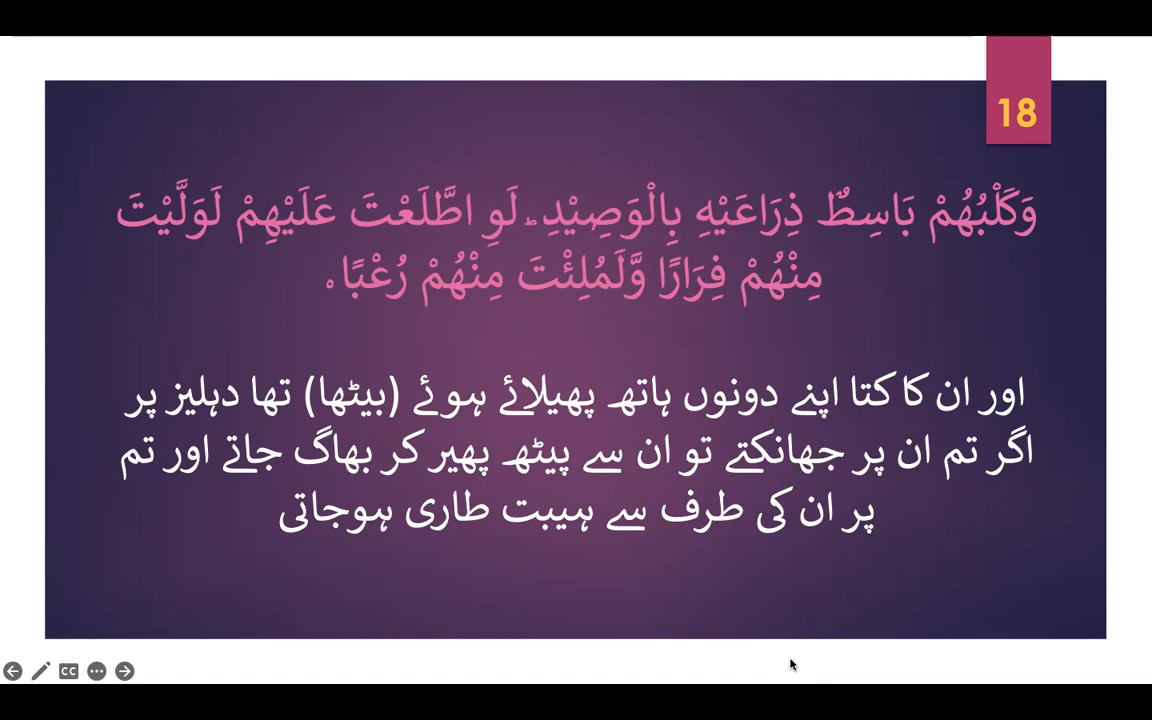 18
وَكَلْبُهُمْ بَاسِطٌ ذِرَاعَيْهِ بِالْوَصِيْدِ ؕ لَوِ اطَّلَعْتَ عَلَيْهِمْ لَوَلَّيْتَ
مِنْهُمْ فِرَارًا وَّلَمُلِئْتَ مِنْهُمْ رُعْبًا ۰
اور ان کا کتا اپنے دونوں ہاتھ پھیلائے ہوئے (بیٹھا) تھا دہلیز پر
اگر تم ان پر جھانکتے تو ان سے پیٹھ پھیر کر بھاگ جاتے اور تم
پر ان کی طرف سے ہیبت طاری ہوجاتی
CC